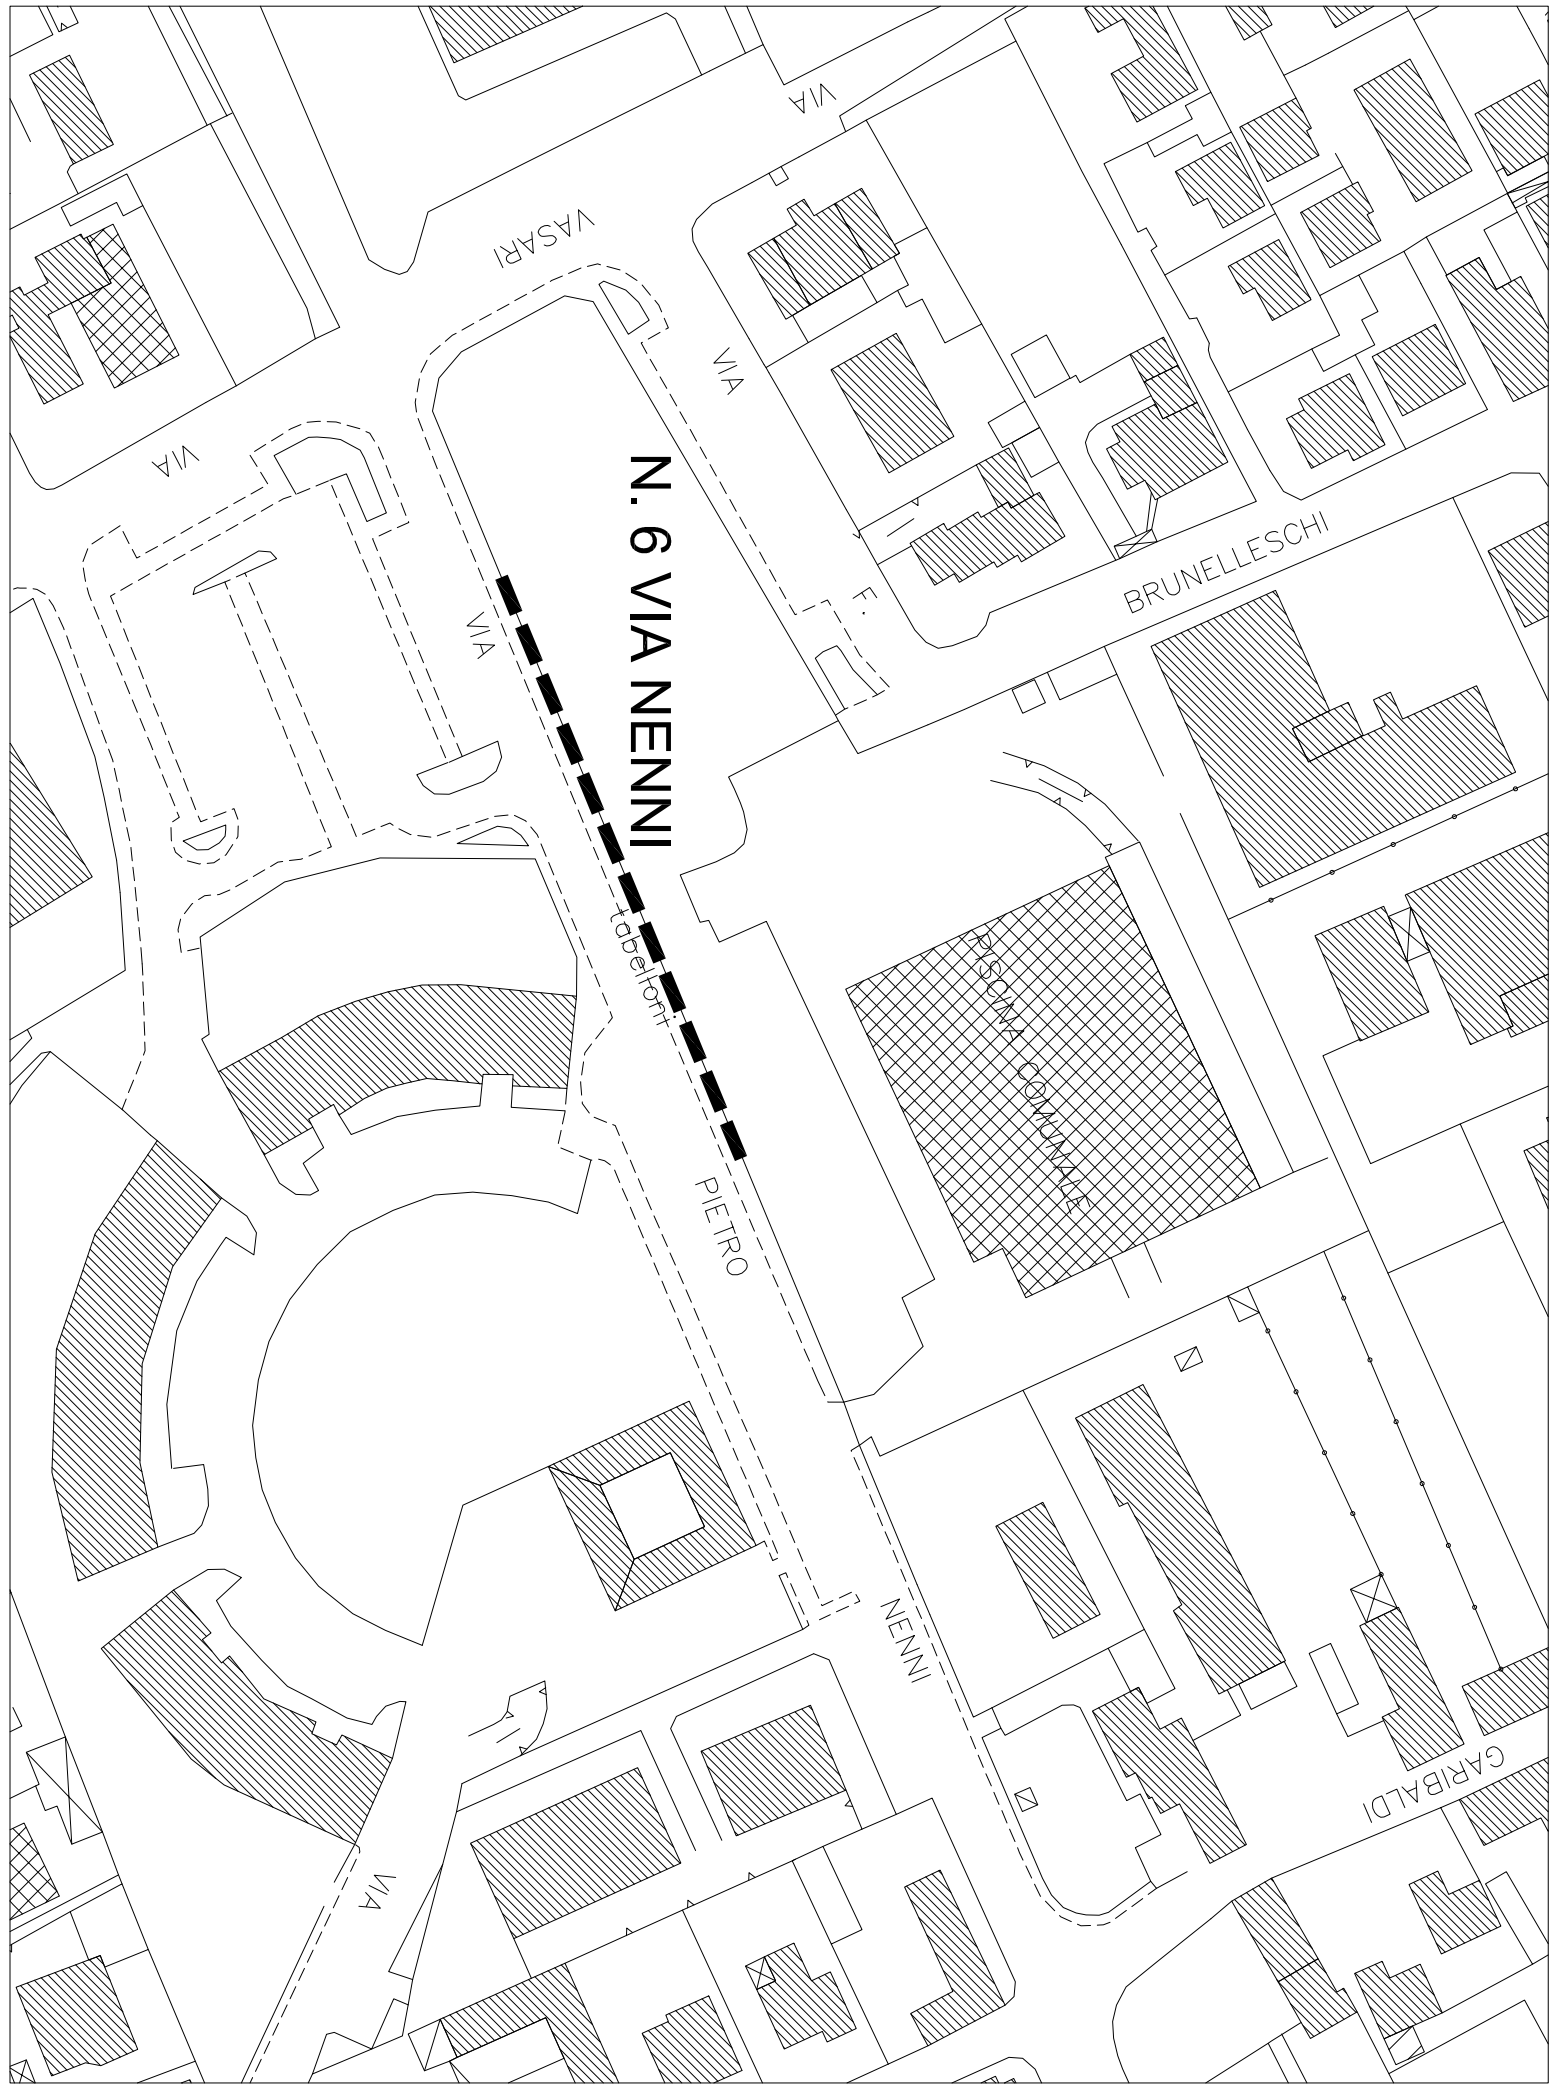 VIA
VASARI
VIA
VIA
N. 6 VIA NENNI
BRUNELLESCHI
F.
VIA
tabelloni
PISCINA COMUNALE
PIETRO
NENNI
GARIBALDI
VIA